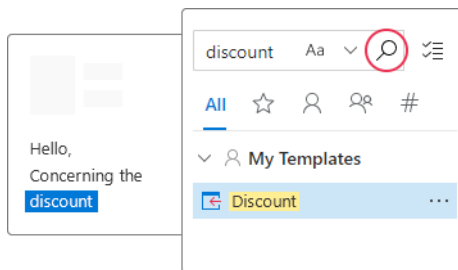 Hello,
Concerning the
discount
discount Aa
All #
My Templates
Discount